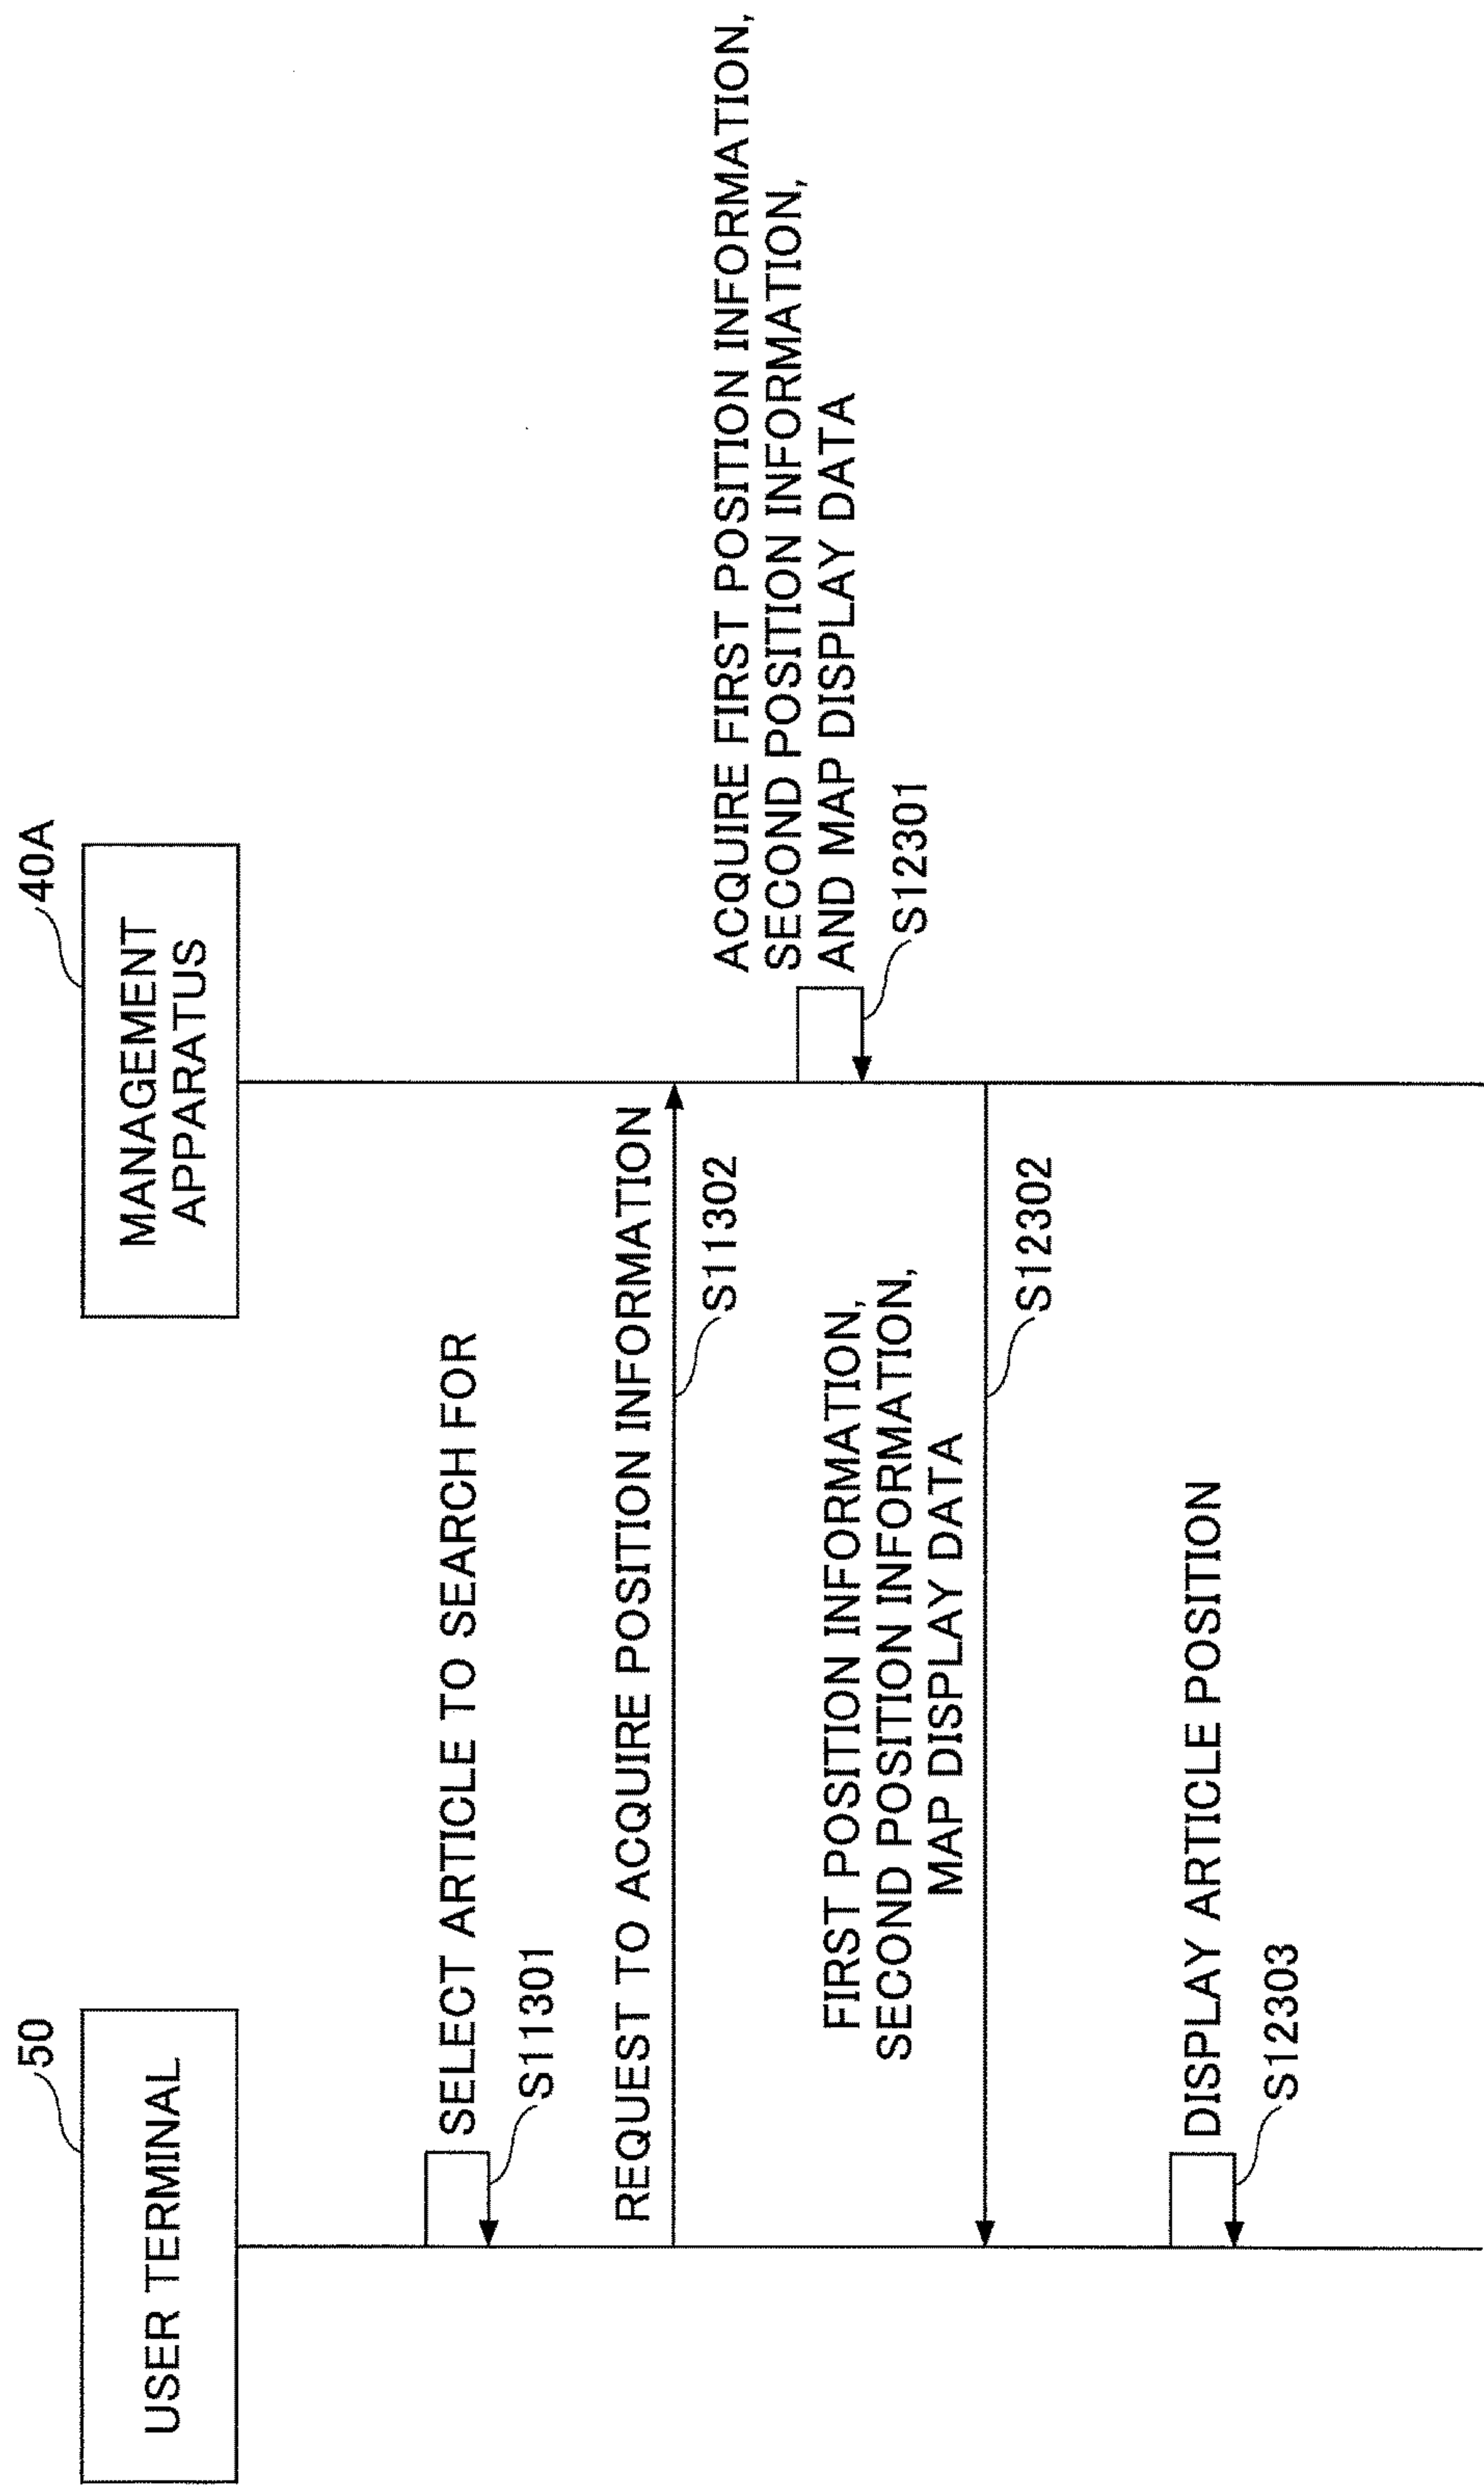 50
USER TERMINAL
40A
MANAGEMENT
APPARATUS
SELECT ARTICLE TO SEARCH FOR
S11301
REQUEST TO ACQUIRE POSITION INFORMATION
S11302
ACQUIRE FIRST POSITION INFORMATION,
SECOND POSITION INFORMATION,
AND MAP DISPLAY DATA
S12301
FIRST POSITION INFORMATION,
SECOND POSITION INFORMATION,
MAP DISPLAY DATA
S12302
DISPLAY ARTICLE POSITION
S12303